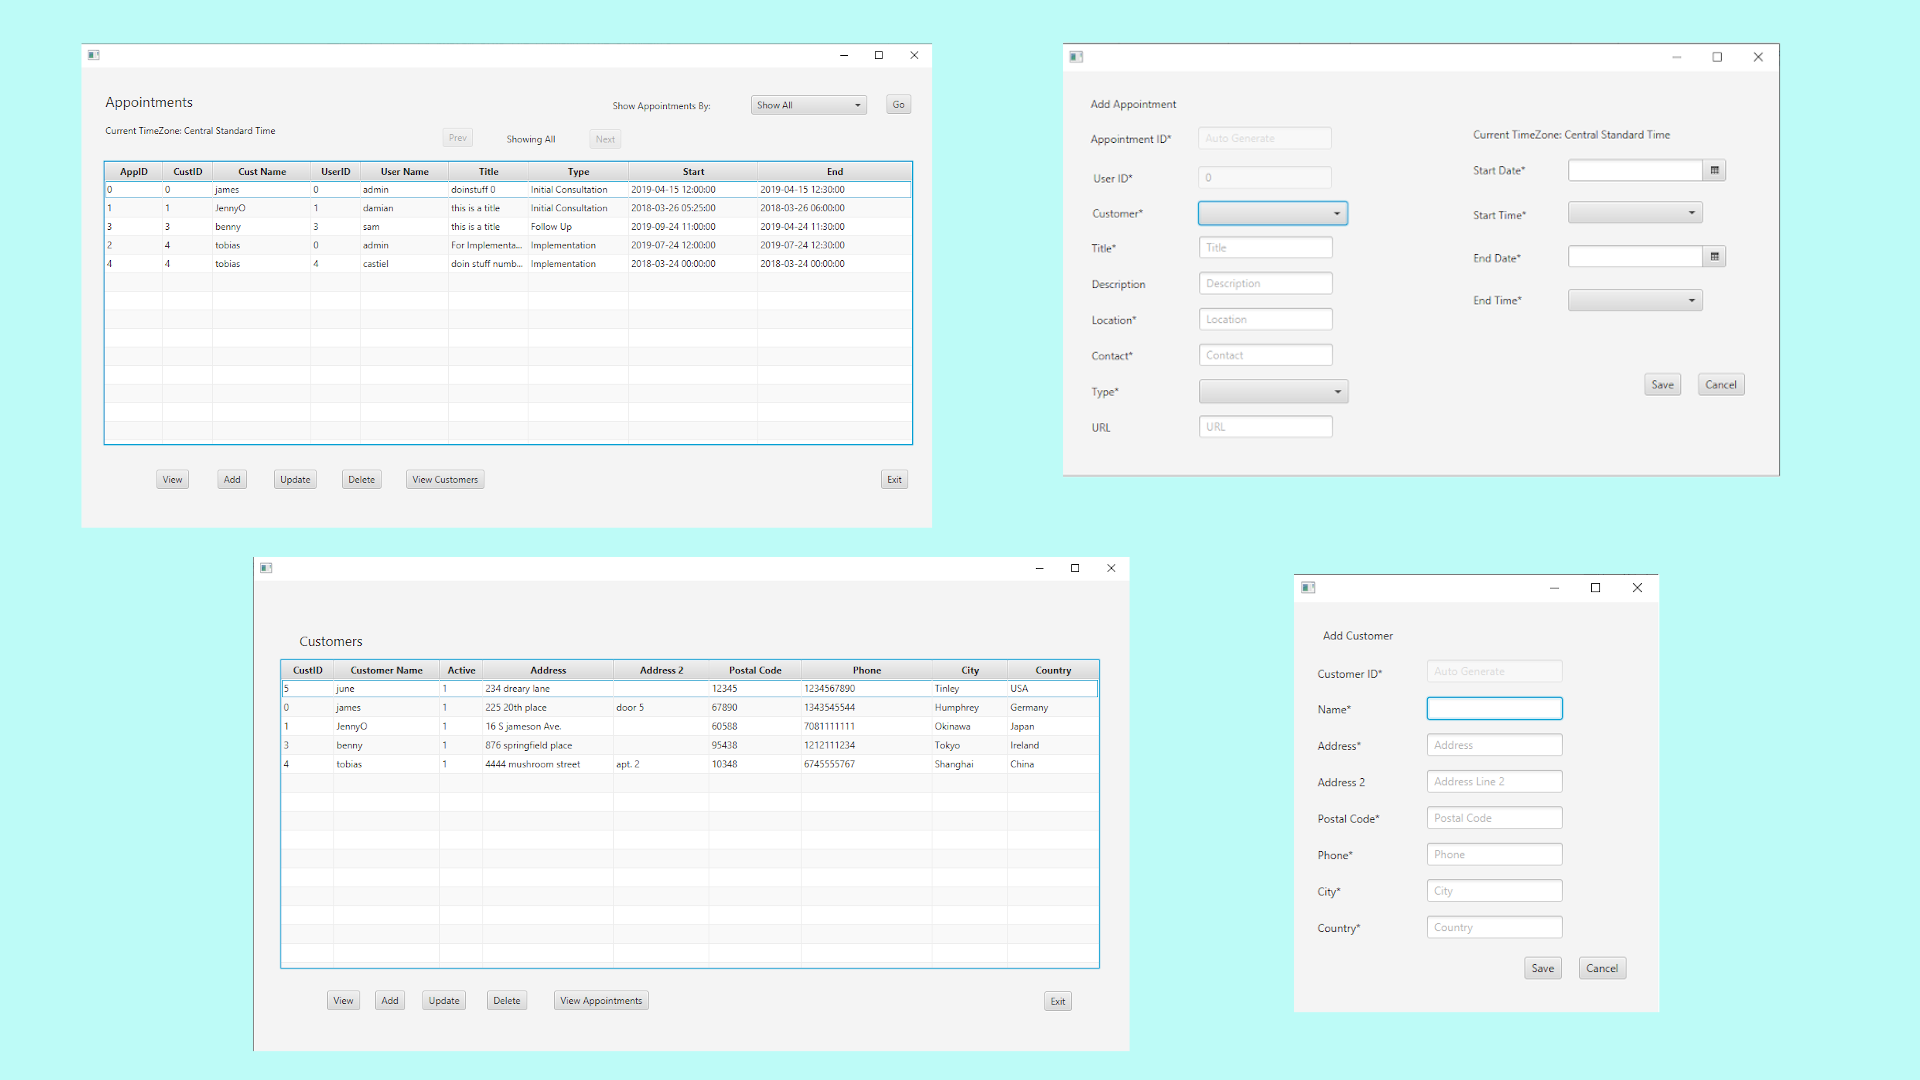 Appointments
Show Appointments By: Show All Go
Current TimeZone: Central Standard Time
Prev Showing All Next
AppID CustID Cust Name UserID User Name Title Type Start End
0 0 james 0 admin doinstuff 0 Initial Consultation 2019-04-15 12:00:00 2019-04-15 12:30:00
1 1 JennyO 1 damian this is a title Initial Consultation 2018-03-26 05:25:00 2018-03-26 06:00:00
3 3 benny 3 sam this is a title Follow Up 2019-09-24 11:00:00 2019-04-24 11:30:00
2 4 tobias 0 admin For Implementa... Implementation 2019-07-24 12:00:00 2019-07-24 12:30:00
4 4 tobias 4 castiel doin stuff numb... Implementation 2018-03-24 00:00:00 2018-03-24 00:00:00
View Add Update Delete View Customers Exit
Add Appointment
Appointment ID* Auto Generate
User ID* 0
Customer*
Title* Title
Description Description
Location* Location
Contact* Contact
Type*
URL URL
Current TimeZone: Central Standard Time
Start Date*
Start Time*
End Date*
End Time*
Save Cancel
Customers
CustID Customer Name Active Address Address 2 Postal Code Phone City Country
5 june 1 234 dreary lane 12345 1234567890 Tinley USA
0 james 1 225 20th place door 5 67890 1343545544 Humphrey Germany
1 JennyO 1 16 S jameson Ave. 60588 7081111111 Okinawa Japan
3 benny 1 876 springfield place 95438 1212111234 Tokyo Ireland
4 tobias 1 4444 mushroom street apt. 2 10348 6745555767 Shanghai China
View Add Update Delete View Appointments Exit
Add Customer
Customer ID* Auto Generate
Name*
Address* Address
Address 2 Address Line 2
Postal Code* Postal Code
Phone* Phone
City* City
Country* Country
Save Cancel